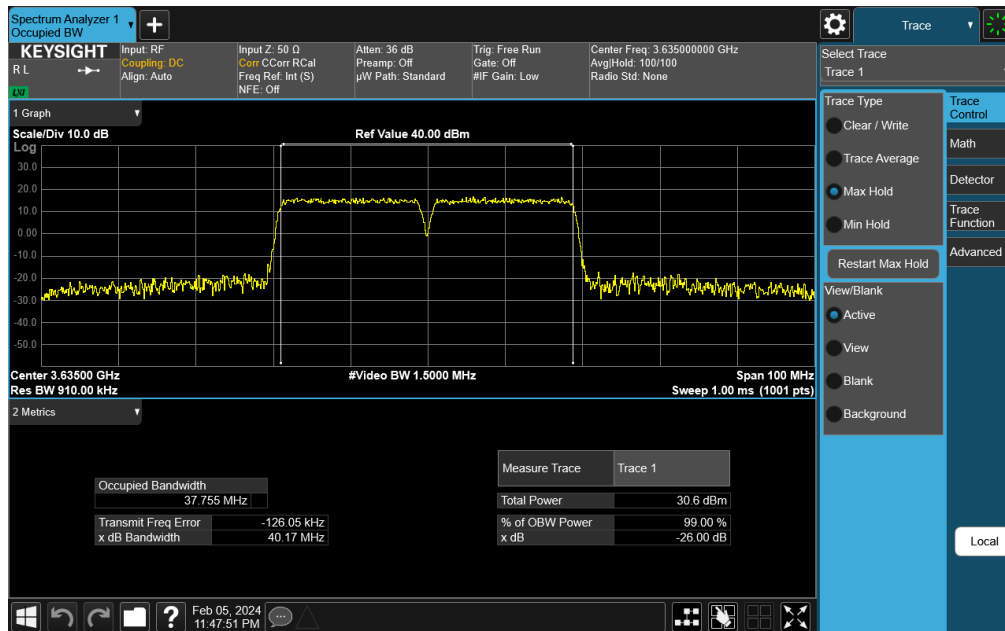 Spectrum Analyzer 1
Occupied BW
KEYSIGHT
R L
LXI
Input: RF
Coupling: DC
Align: Auto
Input Z: 50 Ω
Corr CCorr RCal
Freq Ref: Int (S)
NFE: Off
Atten: 36 dB
Preamp: Off
µW Path: Standard
Trig: Free Run
Gate: Off
#IF Gain: Low
Center Freq: 3.635000000 GHz
Avg|Hold: 100/100
Radio Std: None
1 Graph
Scale/Div 10.0 dB
Ref Value 40.00 dBm
Log
30.0
20.0
10.0
0.00
-10.0
-20.0
-30.0
-40.0
-50.0
Center 3.63500 GHz
#Video BW 1.5000 MHz
Span 100 MHz
Res BW 910.00 kHz
Sweep 1.00 ms (1001 pts)
2 Metrics
Occupied Bandwidth
37.755 MHz
Transmit Freq Error -126.05 kHz
x dB Bandwidth 40.17 MHz
Measure Trace Trace 1
Total Power 30.6 dBm
% of OBW Power 99.00 %
x dB -26.00 dB
?
Feb 05, 2024
11:47:51 PM
Trace
Select Trace
Trace 1
Trace Type
Clear / Write
Trace Average
Max Hold
Min Hold
Restart Max Hold
View/Blank
Active
View
Blank
Background
Trace
Control
Math
Detector
Trace
Function
Advanced
Local